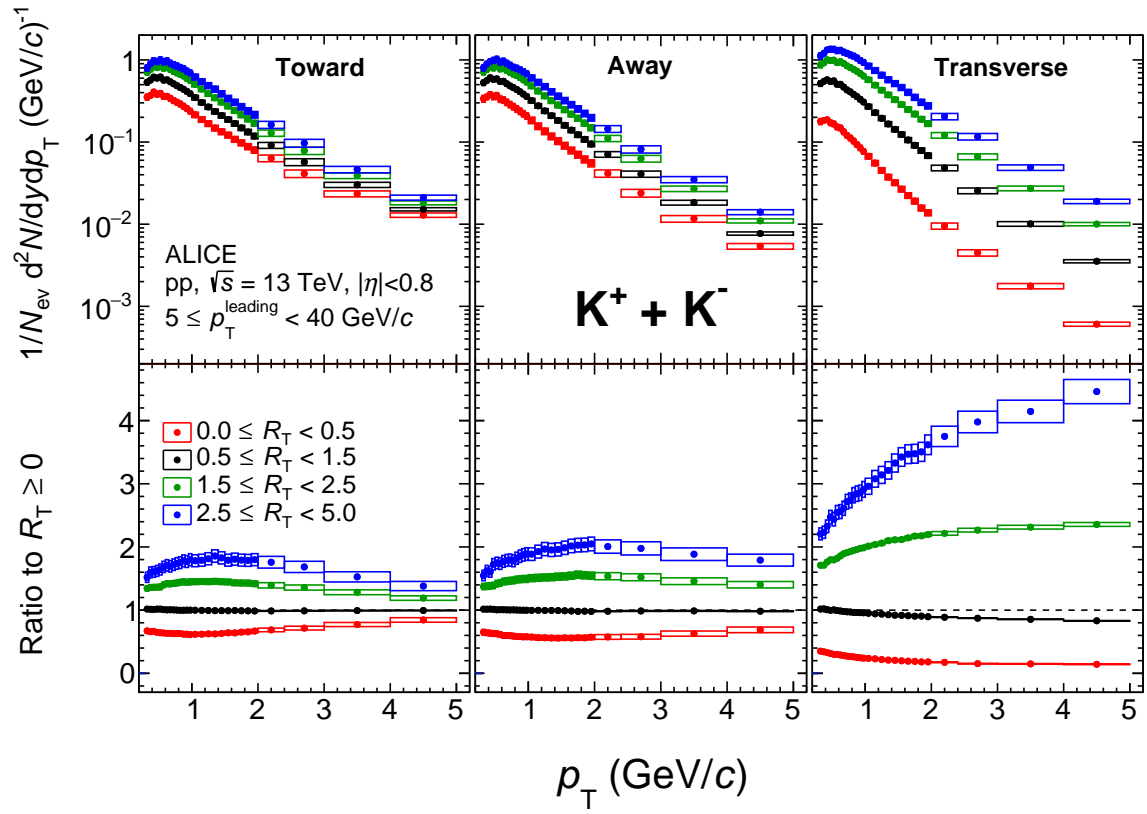 1/N_ev d²N/dydp_T (GeV/c)⁻¹
Toward
Away
Transverse
1
10⁻¹
10⁻²
10⁻³
ALICE
pp, √s = 13 TeV, |η|<0.8
5 ≤ p_T^leading < 40 GeV/c
K⁺ + K⁻
Ratio to R_T ≥ 0
4
3
2
1
0
0.0 ≤ R_T < 0.5
0.5 ≤ R_T < 1.5
1.5 ≤ R_T < 2.5
2.5 ≤ R_T < 5.0
1 2 3 4 5 1 2 3 4 5 1 2 3 4 5
p_T (GeV/c)